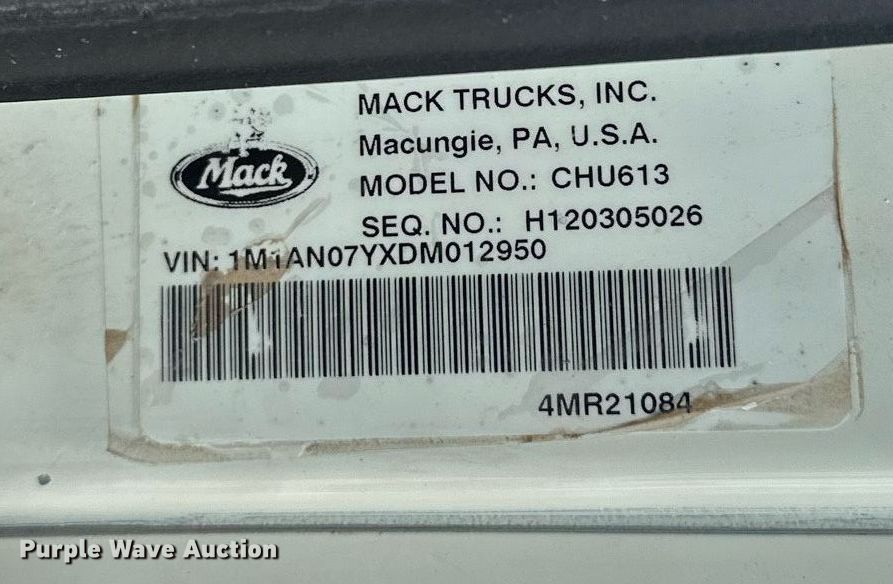 MACK TRUCKS, INC.
Macungie, PA, U.S.A.
Mack
MODEL NO.: CHU613
SEQ. NO.: H120305026
VIN: 1M1AN07YXDM012950
4MR21084
Purple Wave Auction